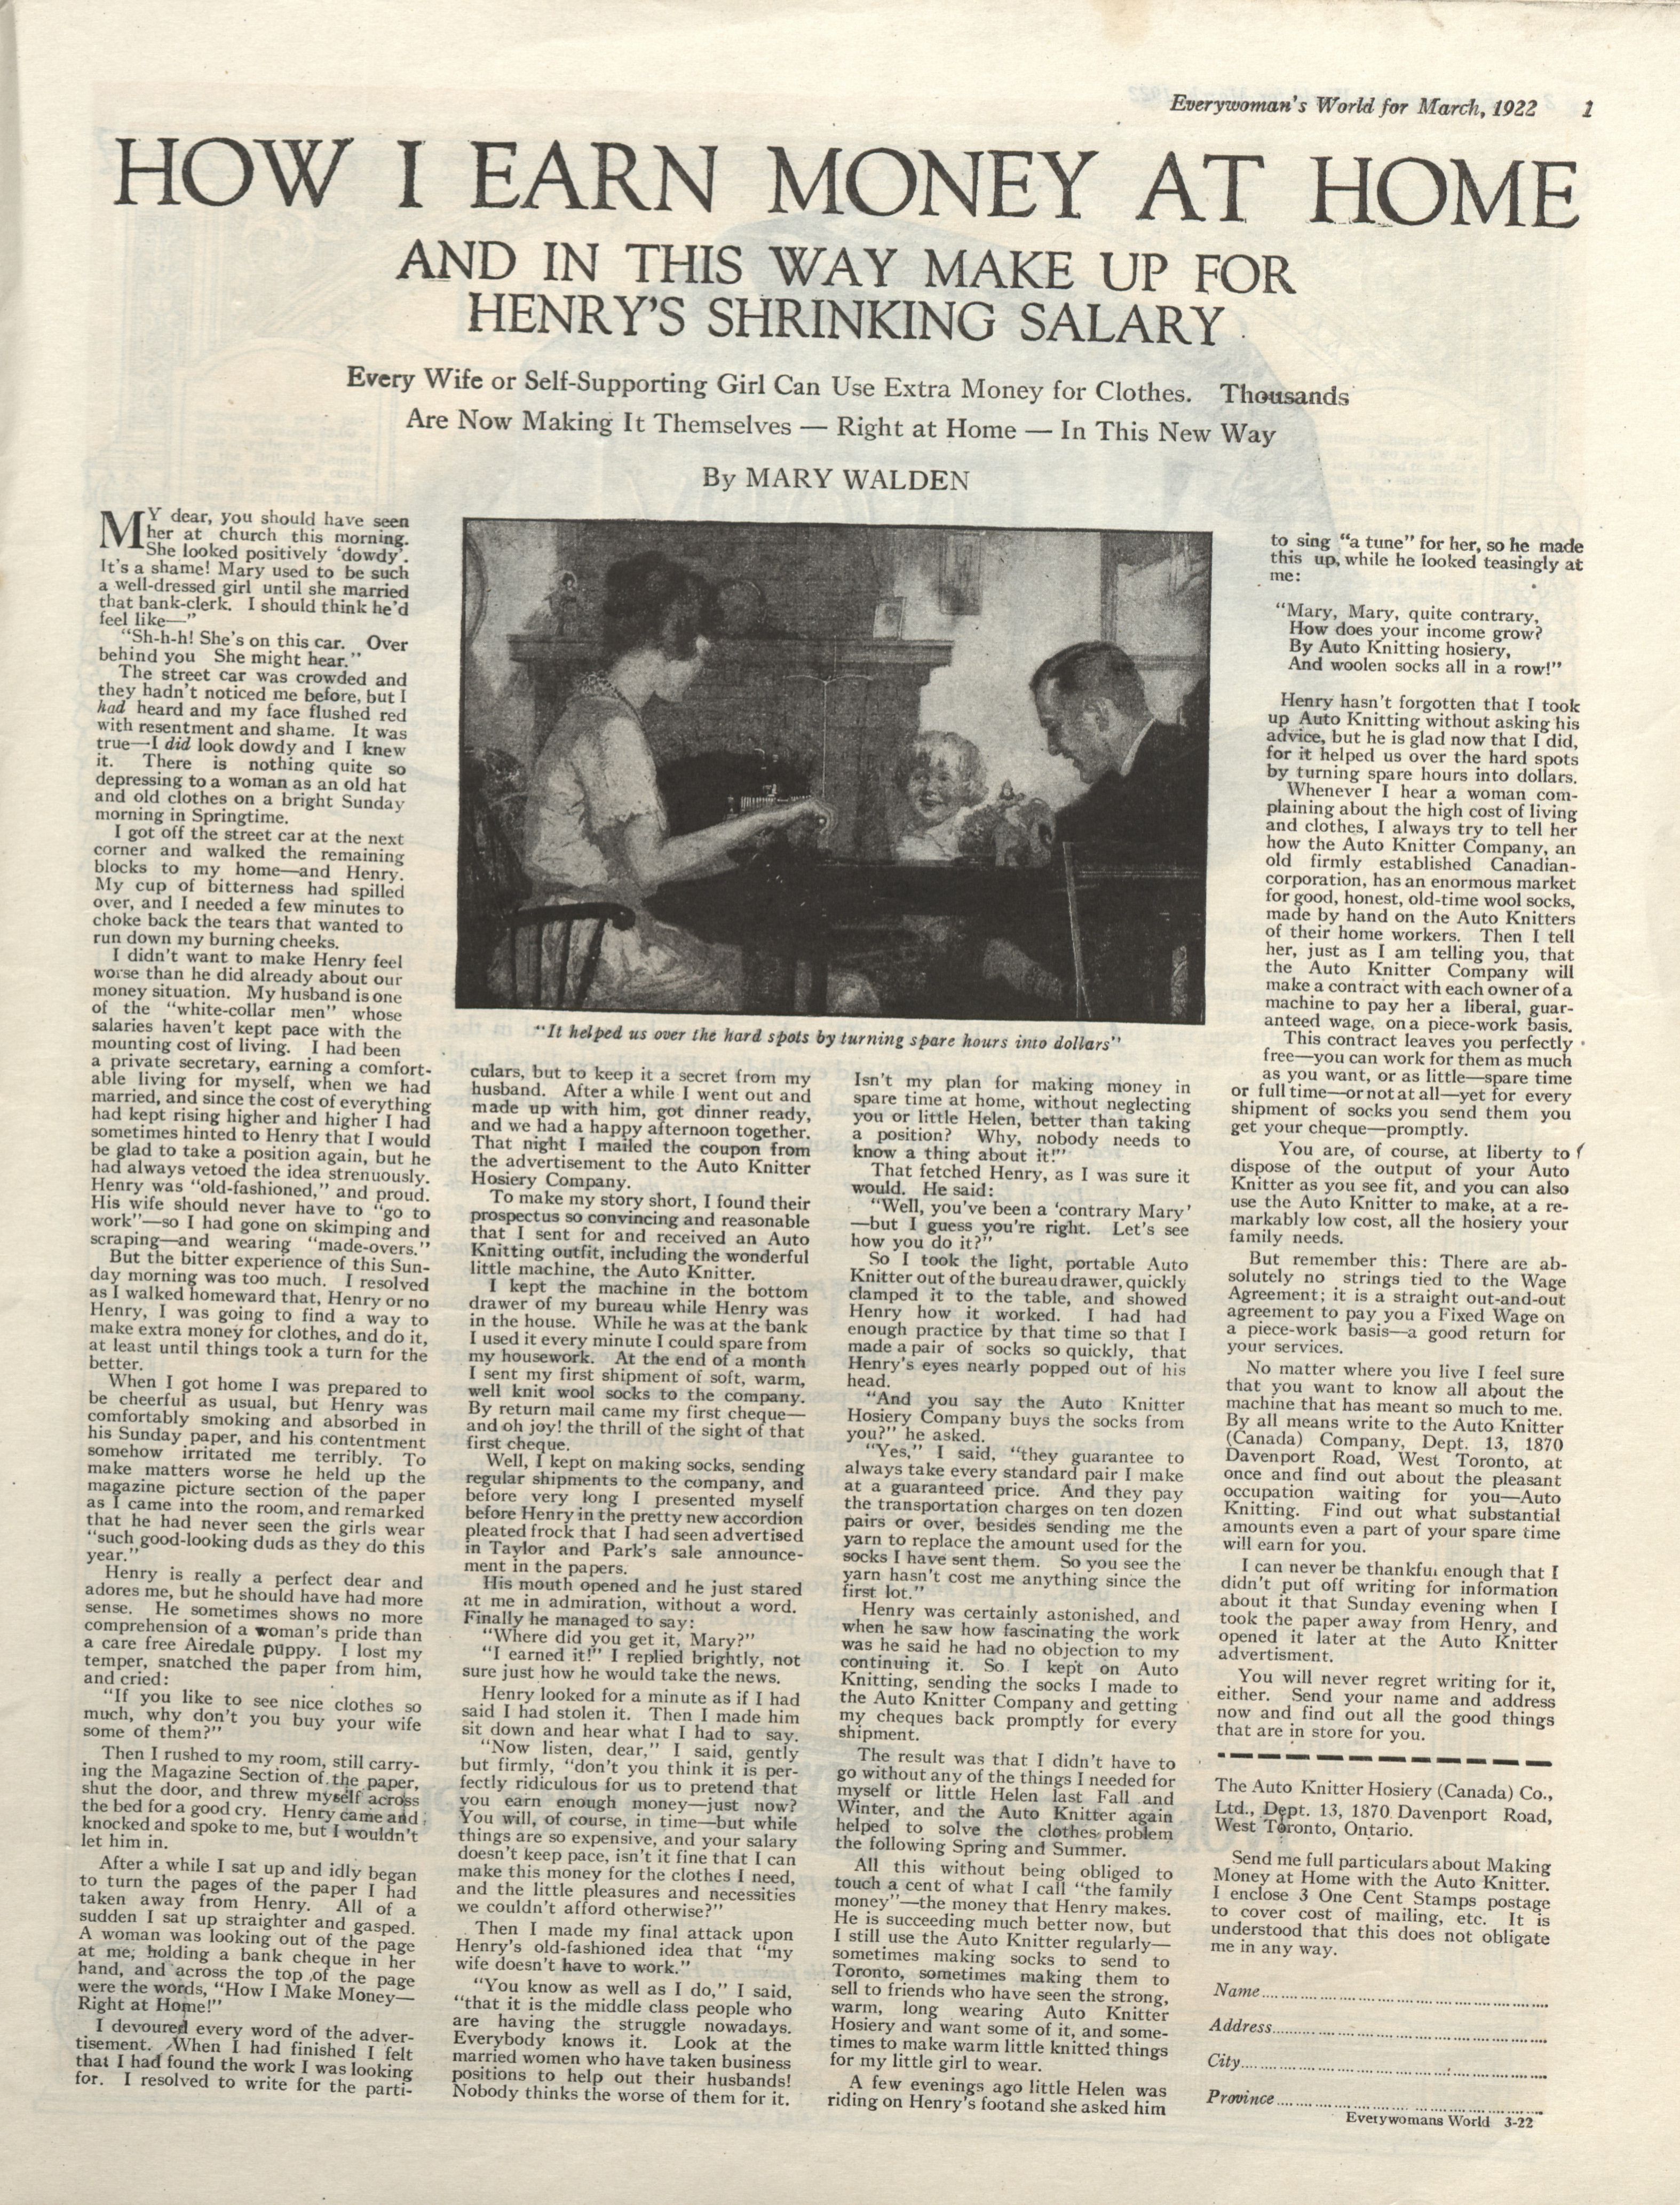 Everywoman's World for March, 1922 1
HOW I EARN MONEY AT HOME
AND IN THIS WAY MAKE UP FOR
HENRY'S SHRINKING SALARY
Every Wife or Self-Supporting Girl Can Use Extra Money for Clothes. Thousands
Are Now Making It Themselves — Right at Home — In This New Way
By MARY WALDEN
MY dear, you should have seen
her at church this morning.
She looked positively 'dowdy'.
It's a shame! Mary used to be such
a well-dressed girl until she married
that bank-clerk. I should think he'd
feel like—"
"Sh-h-h! She's on this car. Over
behind you She might hear."
The street car was crowded and
they hadn't noticed me before, but I
had heard and my face flushed red
with resentment and shame. It was
true—I did look dowdy and I knew
it. There is nothing quite so
depressing to a woman as an old hat
and old clothes on a bright Sunday
morning in Springtime.
I got off the street car at the next
corner and walked the remaining
blocks to my home—and Henry.
My cup of bitterness had spilled
over, and I needed a few minutes to
choke back the tears that wanted to
run down my burning cheeks.
I didn't want to make Henry feel
worse than he did already about our
money situation. My husband is one
of the "white-collar men" whose
salaries haven't kept pace with the
mounting cost of living. I had been
a private secretary, earning a comfort-
able living for myself, when we had
married, and since the cost of everything
had kept rising higher and higher I had
sometimes hinted to Henry that I would
be glad to take a position again, but he
had always vetoed the idea strenuously.
Henry was "old-fashioned," and proud.
His wife should never have to "go to
work"—so I had gone on skimping and
scraping—and wearing "made-overs."
But the bitter experience of this Sun-
day morning was too much. I resolved
as I walked homeward that, Henry or no
Henry, I was going to find a way to
make extra money for clothes, and do it,
at least until things took a turn for the
better.
When I got home I was prepared to
be cheerful as usual, but Henry was
comfortably smoking and absorbed in
his Sunday paper, and his contentment
somehow irritated me terribly. To
make matters worse he held up the
magazine picture section of the paper
as I came into the room, and remarked
that he had never seen the girls wear
"such good-looking duds as they do this
year."
Henry is really a perfect dear and
adores me, but he should have had more
sense. He sometimes shows no more
comprehension of a woman's pride than
a care free Airedale puppy. I lost my
temper, snatched the paper from him,
and cried:
"If you like to see nice clothes so
much, why don't you buy your wife
some of them?"
Then I rushed to my room, still carry-
ing the Magazine Section of the paper,
shut the door, and threw myself across
the bed for a good cry. Henry came and
knocked and spoke to me, but I wouldn't
let him in.
After a while I sat up and idly began
to turn the pages of the paper I had
taken away from Henry. All of a
sudden I sat up straighter and gasped.
A woman was looking out of the page
at me, holding a bank cheque in her
hand, and across the top of the page
were the words, "How I Make Money—
Right at Home!"
I devoured every word of the adver-
tisement. When I had finished I felt
that I had found the work I was looking
for. I resolved to write for the parti-
"It helped us over the hard spots by turning spare hours into dollars"
culars, but to keep it a secret from my
husband. After a while I went out and
made up with him, got dinner ready,
and we had a happy afternoon together.
That night I mailed the coupon from
the advertisement to the Auto Knitter
Hosiery Company.
To make my story short, I found their
prospectus so convincing and reasonable
that I sent for and received an Auto
Knitting outfit, including the wonderful
little machine, the Auto Knitter.
I kept the machine in the bottom
drawer of my bureau while Henry was
in the house. While he was at the bank
I used it every minute I could spare from
my housework. At the end of a month
I sent my first shipment of soft, warm,
well knit wool socks to the company.
By return mail came my first cheque—
and oh joy! the thrill of the sight of that
first cheque.
Well, I kept on making socks, sending
regular shipments to the company, and
before very long I presented myself
before Henry in the pretty new accordion
pleated frock that I had seen advertised
in Taylor and Park's sale announce-
ment in the papers.
His mouth opened and he just stared
at me in admiration, without a word.
Finally he managed to say:
"Where did you get it, Mary?"
"I earned it!" I replied brightly, not
sure just how he would take the news.
Henry looked for a minute as if I had
said I had stolen it. Then I made him
sit down and hear what I had to say.
"Now listen, dear," I said, gently
but firmly, "don't you think it is per-
fectly ridiculous for us to pretend that
you earn enough money—just now?
You will, of course, in time—but while
things are so expensive, and your salary
doesn't keep pace, isn't it fine that I can
make this money for the clothes I need,
and the little pleasures and necessities
we couldn't afford otherwise?"
Then I made my final attack upon
Henry's old-fashioned idea that "my
wife doesn't have to work."
"You know as well as I do," I said,
"that it is the middle class people who
are having the struggle nowadays.
Everybody knows it. Look at the
married women who have taken business
positions to help out their husbands!
Nobody thinks the worse of them for it.
Isn't my plan for making money in
spare time at home, without neglecting
you or little Helen, better than taking
a position? Why, nobody needs to
know a thing about it!"
That fetched Henry, as I was sure it
would. He said:
"Well, you've been a 'contrary Mary'
—but I guess you're right. Let's see
how you do it?"
So I took the light, portable Auto
Knitter out of the bureau drawer, quickly
clamped it to the table, and showed
Henry how it worked. I had had
enough practice by that time so that I
made a pair of socks so quickly, that
Henry's eyes nearly popped out of his
head.
"And you say the Auto Knitter
Hosiery Company buys the socks from
you?" he asked.
"Yes," I said, "they guarantee to
always take every standard pair I make
at a guaranteed price. And they pay
the transportation charges on ten dozen
pairs or over, besides sending me the
yarn to replace the amount used for the
socks I have sent them. So you see the
yarn hasn't cost me anything since the
first lot."
Henry was certainly astonished, and
when he saw how fascinating the work
was he said he had no objection to my
continuing it. So I kept on Auto
Knitting, sending the socks I made to
the Auto Knitter Company and getting
my cheques back promptly for every
shipment.
The result was that I didn't have to
go without any of the things I needed for
myself or little Helen last Fall and
Winter, and the Auto Knitter again
helped to solve the clothes problem
the following Spring and Summer.
All this without being obliged to
touch a cent of what I call "the family
money"—the money that Henry makes.
He is succeeding much better now, but
I still use the Auto Knitter regularly—
sometimes making socks to send to
Toronto, sometimes making them to
sell to friends who have seen the strong,
warm, long wearing Auto Knitter
Hosiery and want some of it, and some-
times to make warm little knitted things
for my little girl to wear.
A few evenings ago little Helen was
riding on Henry's footand she asked him
to sing "a tune" for her, so he made
this up, while he looked teasingly at
me:
"Mary, Mary, quite contrary,
How does your income grow?
By Auto Knitting hosiery,
And woolen socks all in a row!"
Henry hasn't forgotten that I took
up Auto Knitting without asking his
advice, but he is glad now that I did,
for it helped us over the hard spots
by turning spare hours into dollars.
Whenever I hear a woman com-
plaining about the high cost of living
and clothes, I always try to tell her
how the Auto Knitter Company, an
old firmly established Canadian-
corporation, has an enormous market
for good, honest, old-time wool socks,
made by hand on the Auto Knitters
of their home workers. Then I tell
her, just as I am telling you, that
the Auto Knitter Company will
make a contract with each owner of a
machine to pay her a liberal, guar-
anteed wage, on a piece-work basis.
This contract leaves you perfectly
free—you can work for them as much
as you want, or as little—spare time
or full time—or not at all—yet for every
shipment of socks you send them you
get your cheque—promptly.
You are, of course, at liberty to
dispose of the output of your Auto
Knitter as you see fit, and you can also
use the Auto Knitter to make, at a re-
markably low cost, all the hosiery your
family needs.
But remember this: There are ab-
solutely no strings tied to the Wage
Agreement; it is a straight out-and-out
agreement to pay you a Fixed Wage on
a piece-work basis—a good return for
your services.
No matter where you live I feel sure
that you want to know all about the
machine that has meant so much to me.
By all means write to the Auto Knitter
(Canada) Company, Dept. 13, 1870
Davenport Road, West Toronto, at
once and find out about the pleasant
occupation waiting for you—Auto
Knitting. Find out what substantial
amounts even a part of your spare time
will earn for you.
I can never be thankful enough that I
didn't put off writing for information
about it that Sunday evening when I
took the paper away from Henry, and
opened it later at the Auto Knitter
advertisment.
You will never regret writing for it,
either. Send your name and address
now and find out all the good things
that are in store for you.
The Auto Knitter Hosiery (Canada) Co.,
Ltd., Dept. 13, 1870 Davenport Road,
West Toronto, Ontario.
Send me full particulars about Making
Money at Home with the Auto Knitter.
I enclose 3 One Cent Stamps postage
to cover cost of mailing, etc. It is
understood that this does not obligate
me in any way.
Name
Address
City
Province
Everywomans World 3-22